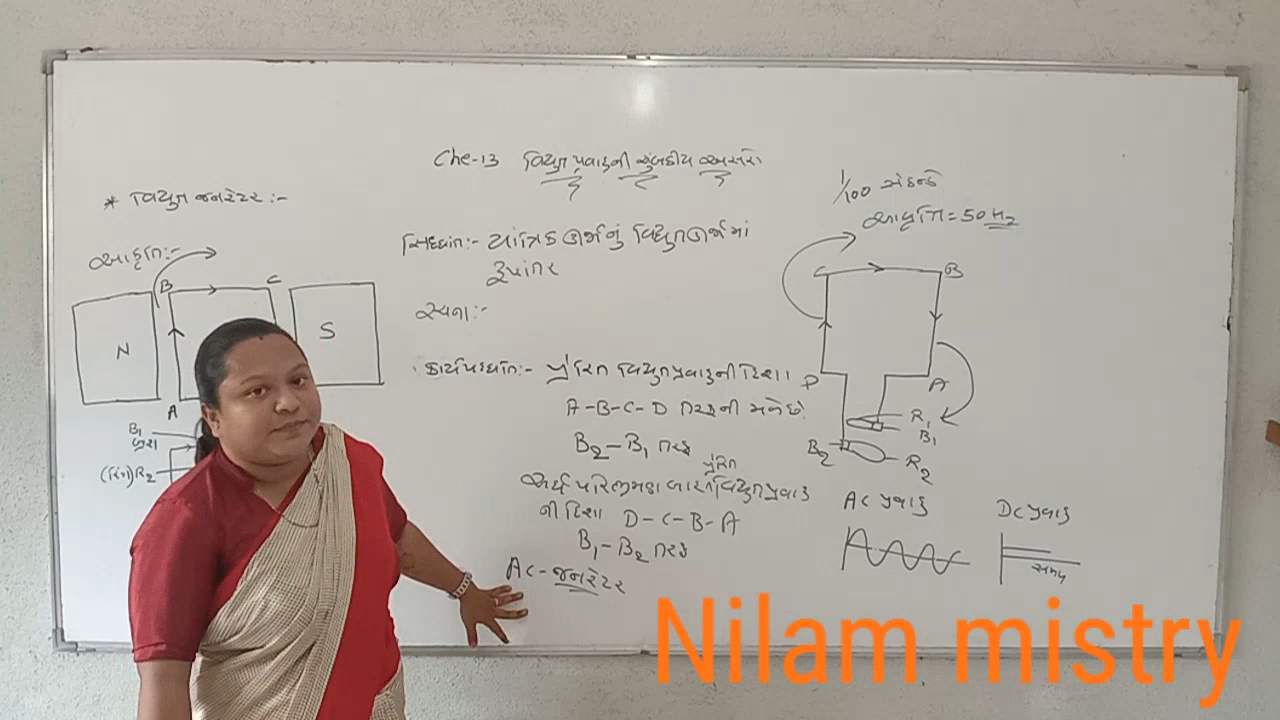 Che-13 વિદ્યુત પ્રવાહની ચુંબકીય અસરો
* વિદ્યુત જનરેટર:-
આકૃતિ:-
B
C
N
S
A
B1
બ્રશ
(રિંગ)R2
સિધ્ધાંત:- યાંત્રિક ઊર્જાનું વિદ્યુતઊર્જામાં
રૂપાંતર
રચના:-
કાર્યપધ્ધતિ:- પ્રેરિત વિદ્યુતપ્રવાહની દિશા
A-B-C-D તરફની મળે છે.
B2-B1 તરફ
અર્ધ પરિભ્રમણ બાદ પ્રેરિત વિદ્યુતપ્રવાહ
ની દિશા D-C-B-A
B1-B2 તરફ
AC-જનરેટર
1/100 સેકન્ડે
આવૃત્તિ=50Hz
C
B
D
A
R1
B1
B2
R2
AC પ્રવાહ
DC પ્રવાહ
સમય
Nilam mistry